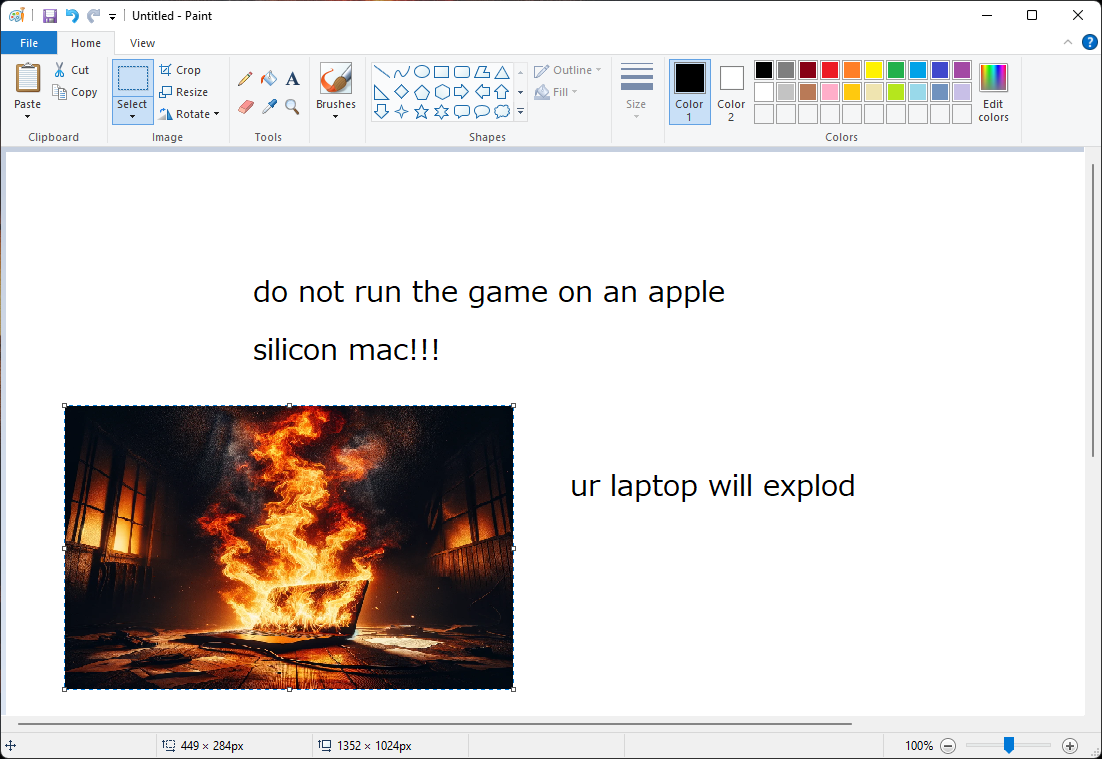 Untitled - Paint
File Home View
Paste
Cut
Copy
Clipboard
Select
Crop
Resize
Rotate
Image
Tools
Brushes
Shapes
Outline
Fill
Size
Color 1
Color 2
Edit colors
Colors
do not run the game on an apple
silicon mac!!!
ur laptop will explod
449 × 284px
1352 × 1024px
100%